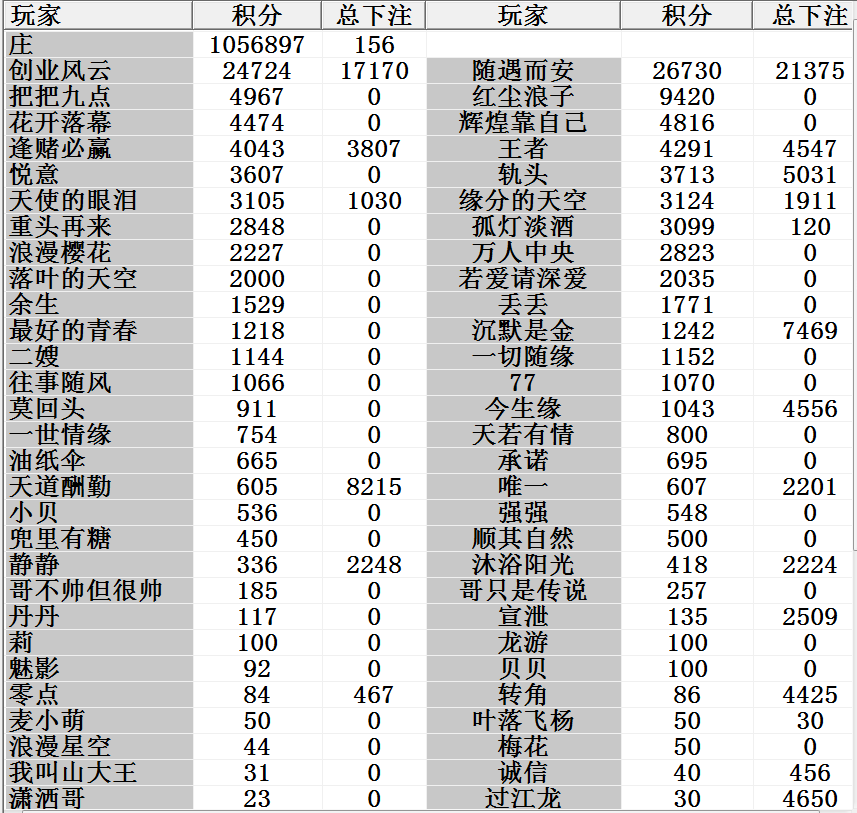 玩家 积分 总下注 玩家 积分 总下注
庄 1056897 156
创业风云 24724 17170 随遇而安 26730 21375
把把九点 4967 0 红尘浪子 9420 0
花开落幕 4474 0 辉煌靠自己 4816 0
逢赌必赢 4043 3807 王者 4291 4547
悦意 3607 0 轨头 3713 5031
天使的眼泪 3105 1030 缘分的天空 3124 1911
重头再来 2848 0 孤灯淡酒 3099 120
浪漫樱花 2227 0 万人中央 2823 0
落叶的天空 2000 0 若爱请深爱 2035 0
余生 1529 0 丢丢 1771 0
最好的青春 1218 0 沉默是金 1242 7469
二嫂 1144 0 一切随缘 1152 0
往事随风 1066 0 77 1070 0
莫回头 911 0 今生缘 1043 4556
一世情缘 754 0 天若有情 800 0
油纸伞 665 0 承诺 695 0
天道酬勤 605 8215 唯一 607 2201
小贝 536 0 强强 548 0
兜里有糖 450 0 顺其自然 500 0
静静 336 2248 沐浴阳光 418 2224
哥不帅但很帅 185 0 哥只是传说 257 0
丹丹 117 0 宣泄 135 2509
莉 100 0 龙游 100 0
魅影 92 0 贝贝 100 0
零点 84 467 转角 86 4425
麦小萌 50 0 叶落飞杨 50 30
浪漫星空 44 0 梅花 50 0
我叫山大王 31 0 诚信 40 456
潇洒哥 23 0 过江龙 30 4650